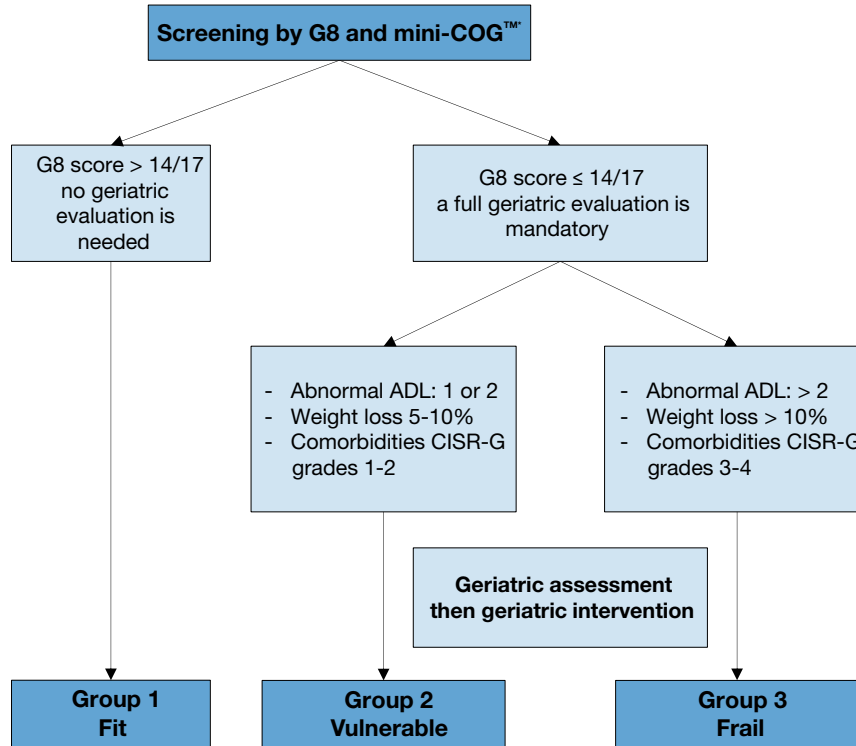 Screening by G8 and mini-COG™*
G8 score > 14/17
no geriatric
evaluation is
needed
G8 score ≤ 14/17
a full geriatric evaluation is
mandatory
- Abnormal ADL: 1 or 2
- Weight loss 5-10%
- Comorbidities CISR-G
grades 1-2
- Abnormal ADL: > 2
- Weight loss > 10%
- Comorbidities CISR-G
grades 3-4
Geriatric assessment
then geriatric intervention
Group 1
Fit
Group 2
Vulnerable
Group 3
Frail